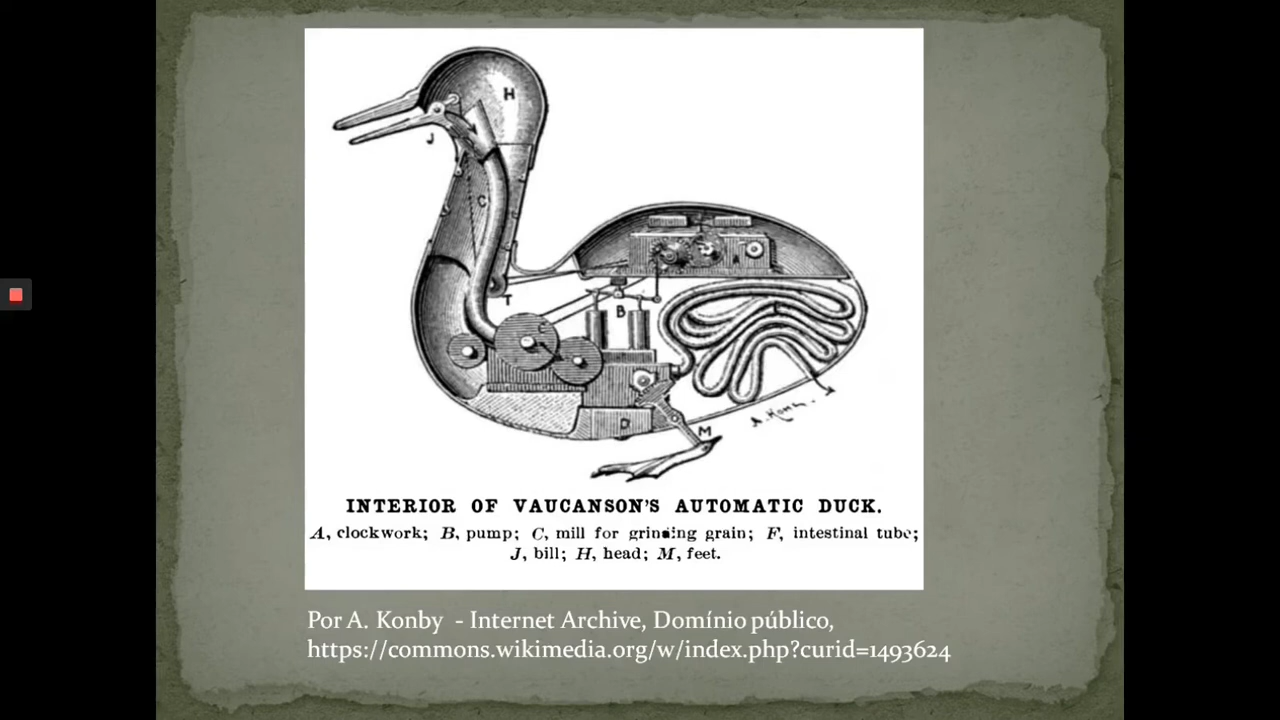 H
J
C
A
T
B
C
D
M
INTERIOR OF VAUCANSON'S AUTOMATIC DUCK.
A, clockwork; B, pump; C, mill for grinding grain; F, intestinal tube;
J, bill; H, head; M, feet.
Por A. Konby - Internet Archive, Domínio público,
https://commons.wikimedia.org/w/index.php?curid=1493624